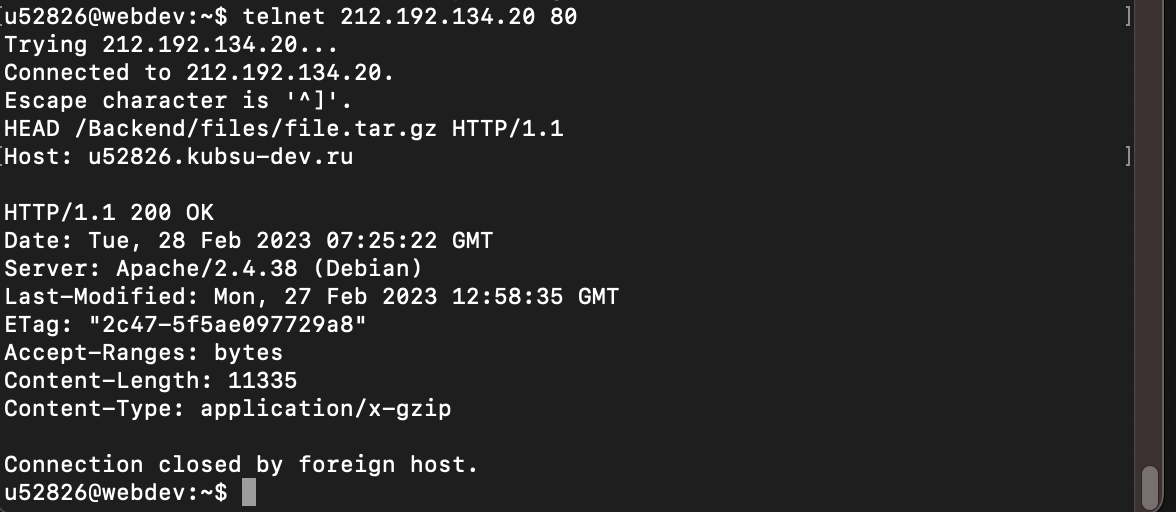 [u52826@webdev:~$ telnet 212.192.134.20 80 ]
Trying 212.192.134.20...
Connected to 212.192.134.20.
Escape character is '^]'.
HEAD /Backend/files/file.tar.gz HTTP/1.1
[Host: u52826.kubsu-dev.ru ]
HTTP/1.1 200 OK
Date: Tue, 28 Feb 2023 07:25:22 GMT
Server: Apache/2.4.38 (Debian)
Last-Modified: Mon, 27 Feb 2023 12:58:35 GMT
ETag: "2c47-5f5ae097729a8"
Accept-Ranges: bytes
Content-Length: 11335
Content-Type: application/x-gzip
Connection closed by foreign host.
u52826@webdev:~$